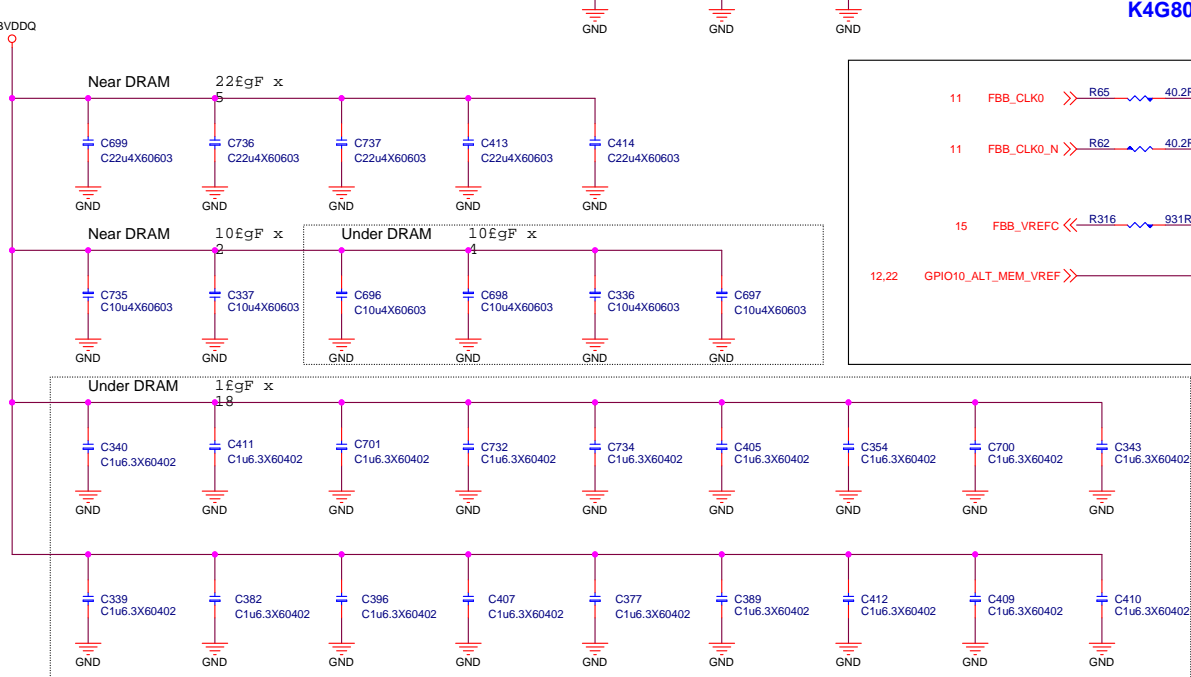 GND GND GND
K4G80
BVDDQ
Near DRAM 22£gF x
5
C699 C736 C737 C413 C414
C22u4X60603 C22u4X60603 C22u4X60603 C22u4X60603 C22u4X60603
GND GND GND GND GND
11 FBB_CLK0 R65 40.2R
11 FBB_CLK0_N R62 40.2R
15 FBB_VREFC R316 931R
12,22 GPIO10_ALT_MEM_VREF
Near DRAM 10£gF x
2
Under DRAM 10£gF x
4
C735 C337 C696 C698 C336 C697
C10u4X60603 C10u4X60603 C10u4X60603 C10u4X60603 C10u4X60603 C10u4X60603
GND GND GND GND GND GND
Under DRAM 1£gF x
18
C340 C411 C701 C732 C734 C405 C354 C700 C343
C1u6.3X60402 C1u6.3X60402 C1u6.3X60402 C1u6.3X60402 C1u6.3X60402 C1u6.3X60402 C1u6.3X60402 C1u6.3X60402 C1u6.3X60402
GND GND GND GND GND GND GND GND GND
C339 C382 C396 C407 C377 C389 C412 C409 C410
C1u6.3X60402 C1u6.3X60402 C1u6.3X60402 C1u6.3X60402 C1u6.3X60402 C1u6.3X60402 C1u6.3X60402 C1u6.3X60402 C1u6.3X60402
GND GND GND GND GND GND GND GND GND